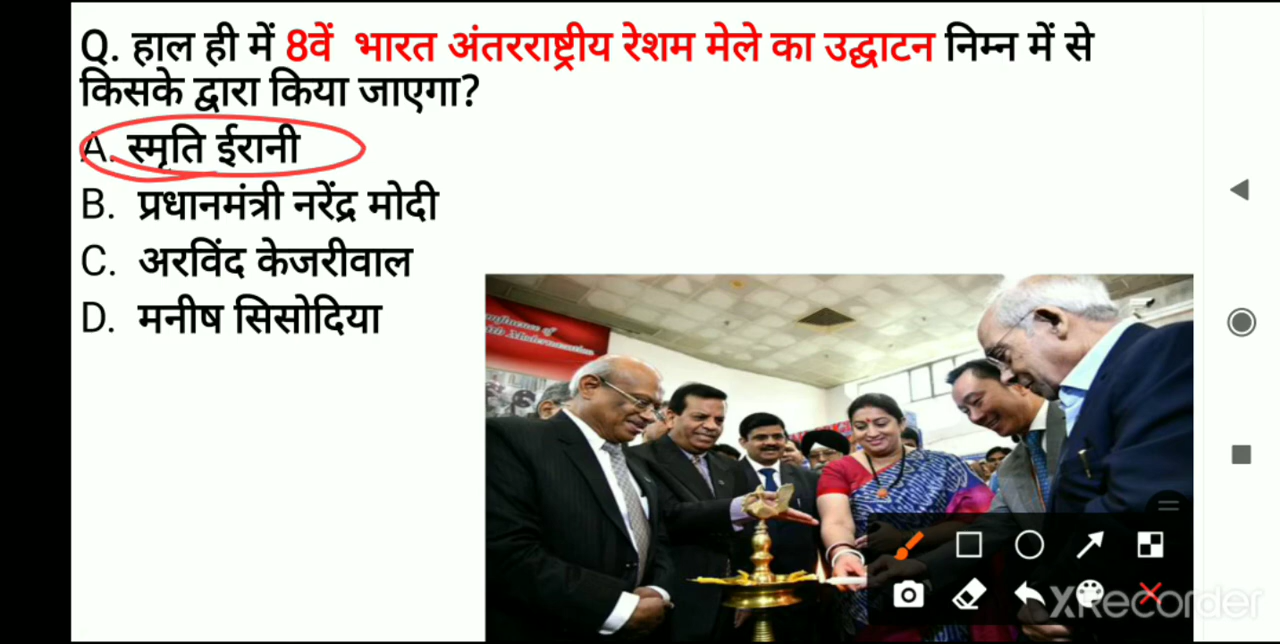 Q. हाल ही में 8वें भारत अंतरराष्ट्रीय रेशम मेले का उद्घाटन निम्न में से
किसके द्वारा किया जाएगा?
A. स्मृति ईरानी
B. प्रधानमंत्री नरेंद्र मोदी
C. अरविंद केजरीवाल
D. मनीष सिसोदिया
XRecorder